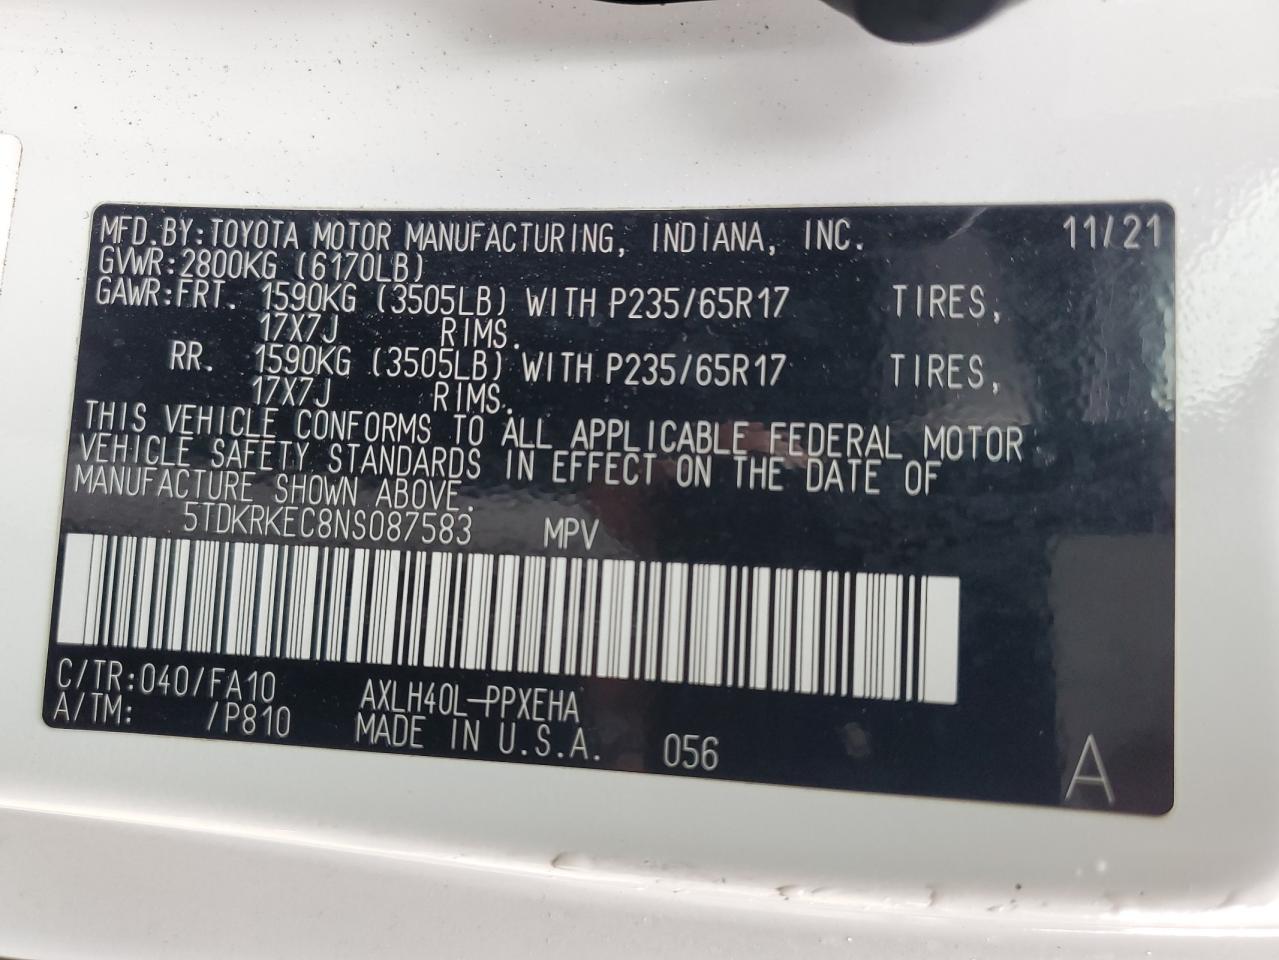 MFD.BY:TOYOTA MOTOR MANUFACTURING, INDIANA, INC. 11/21
GVWR:2800KG (6170LB)
GAWR:FRT. 1590KG (3505LB) WITH P235/65R17 TIRES,
17X7J RIMS.
RR. 1590KG (3505LB) WITH P235/65R17 TIRES,
17X7J RIMS.
THIS VEHICLE CONFORMS TO ALL APPLICABLE FEDERAL MOTOR
VEHICLE SAFETY STANDARDS IN EFFECT ON THE DATE OF
MANUFACTURE SHOWN ABOVE.
5TDKRKEC8NS087583 MPV
C/TR:040/FA10 AXLH40L-PPXEHA
A/TM: /P810 MADE IN U.S.A. 056 A